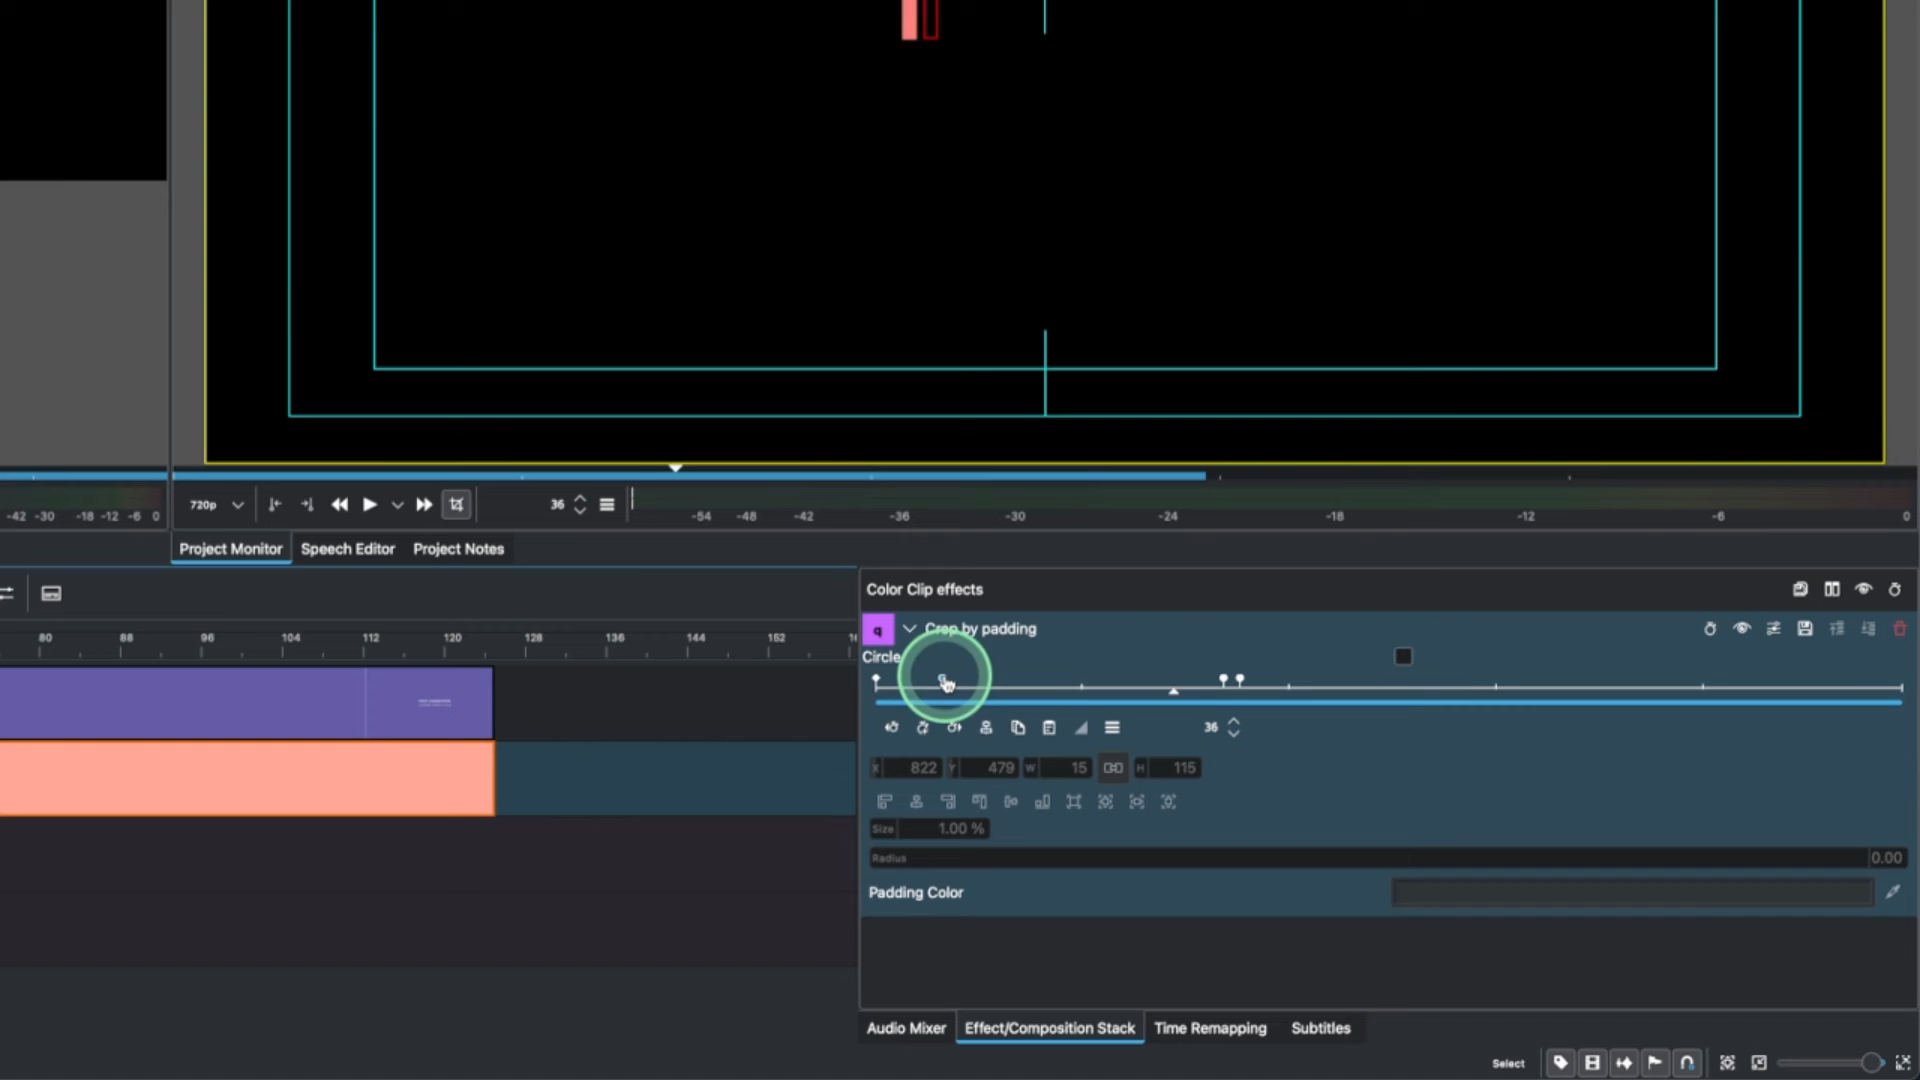 -42 -30 -18 -12 -6 0
720p
36
-54 -48 -42 -36 -30 -24 -18 -12 -6 0
Project Monitor Speech Editor Project Notes
Color Clip effects
q Crop by padding
80 88 96 104 112 120 128 136 144 152
Circle
36
X 822 Y 479 W 15 H 115
Size 1.00 %
Radius 0.00
Padding Color
Audio Mixer Effect/Composition Stack Time Remapping Subtitles
Select